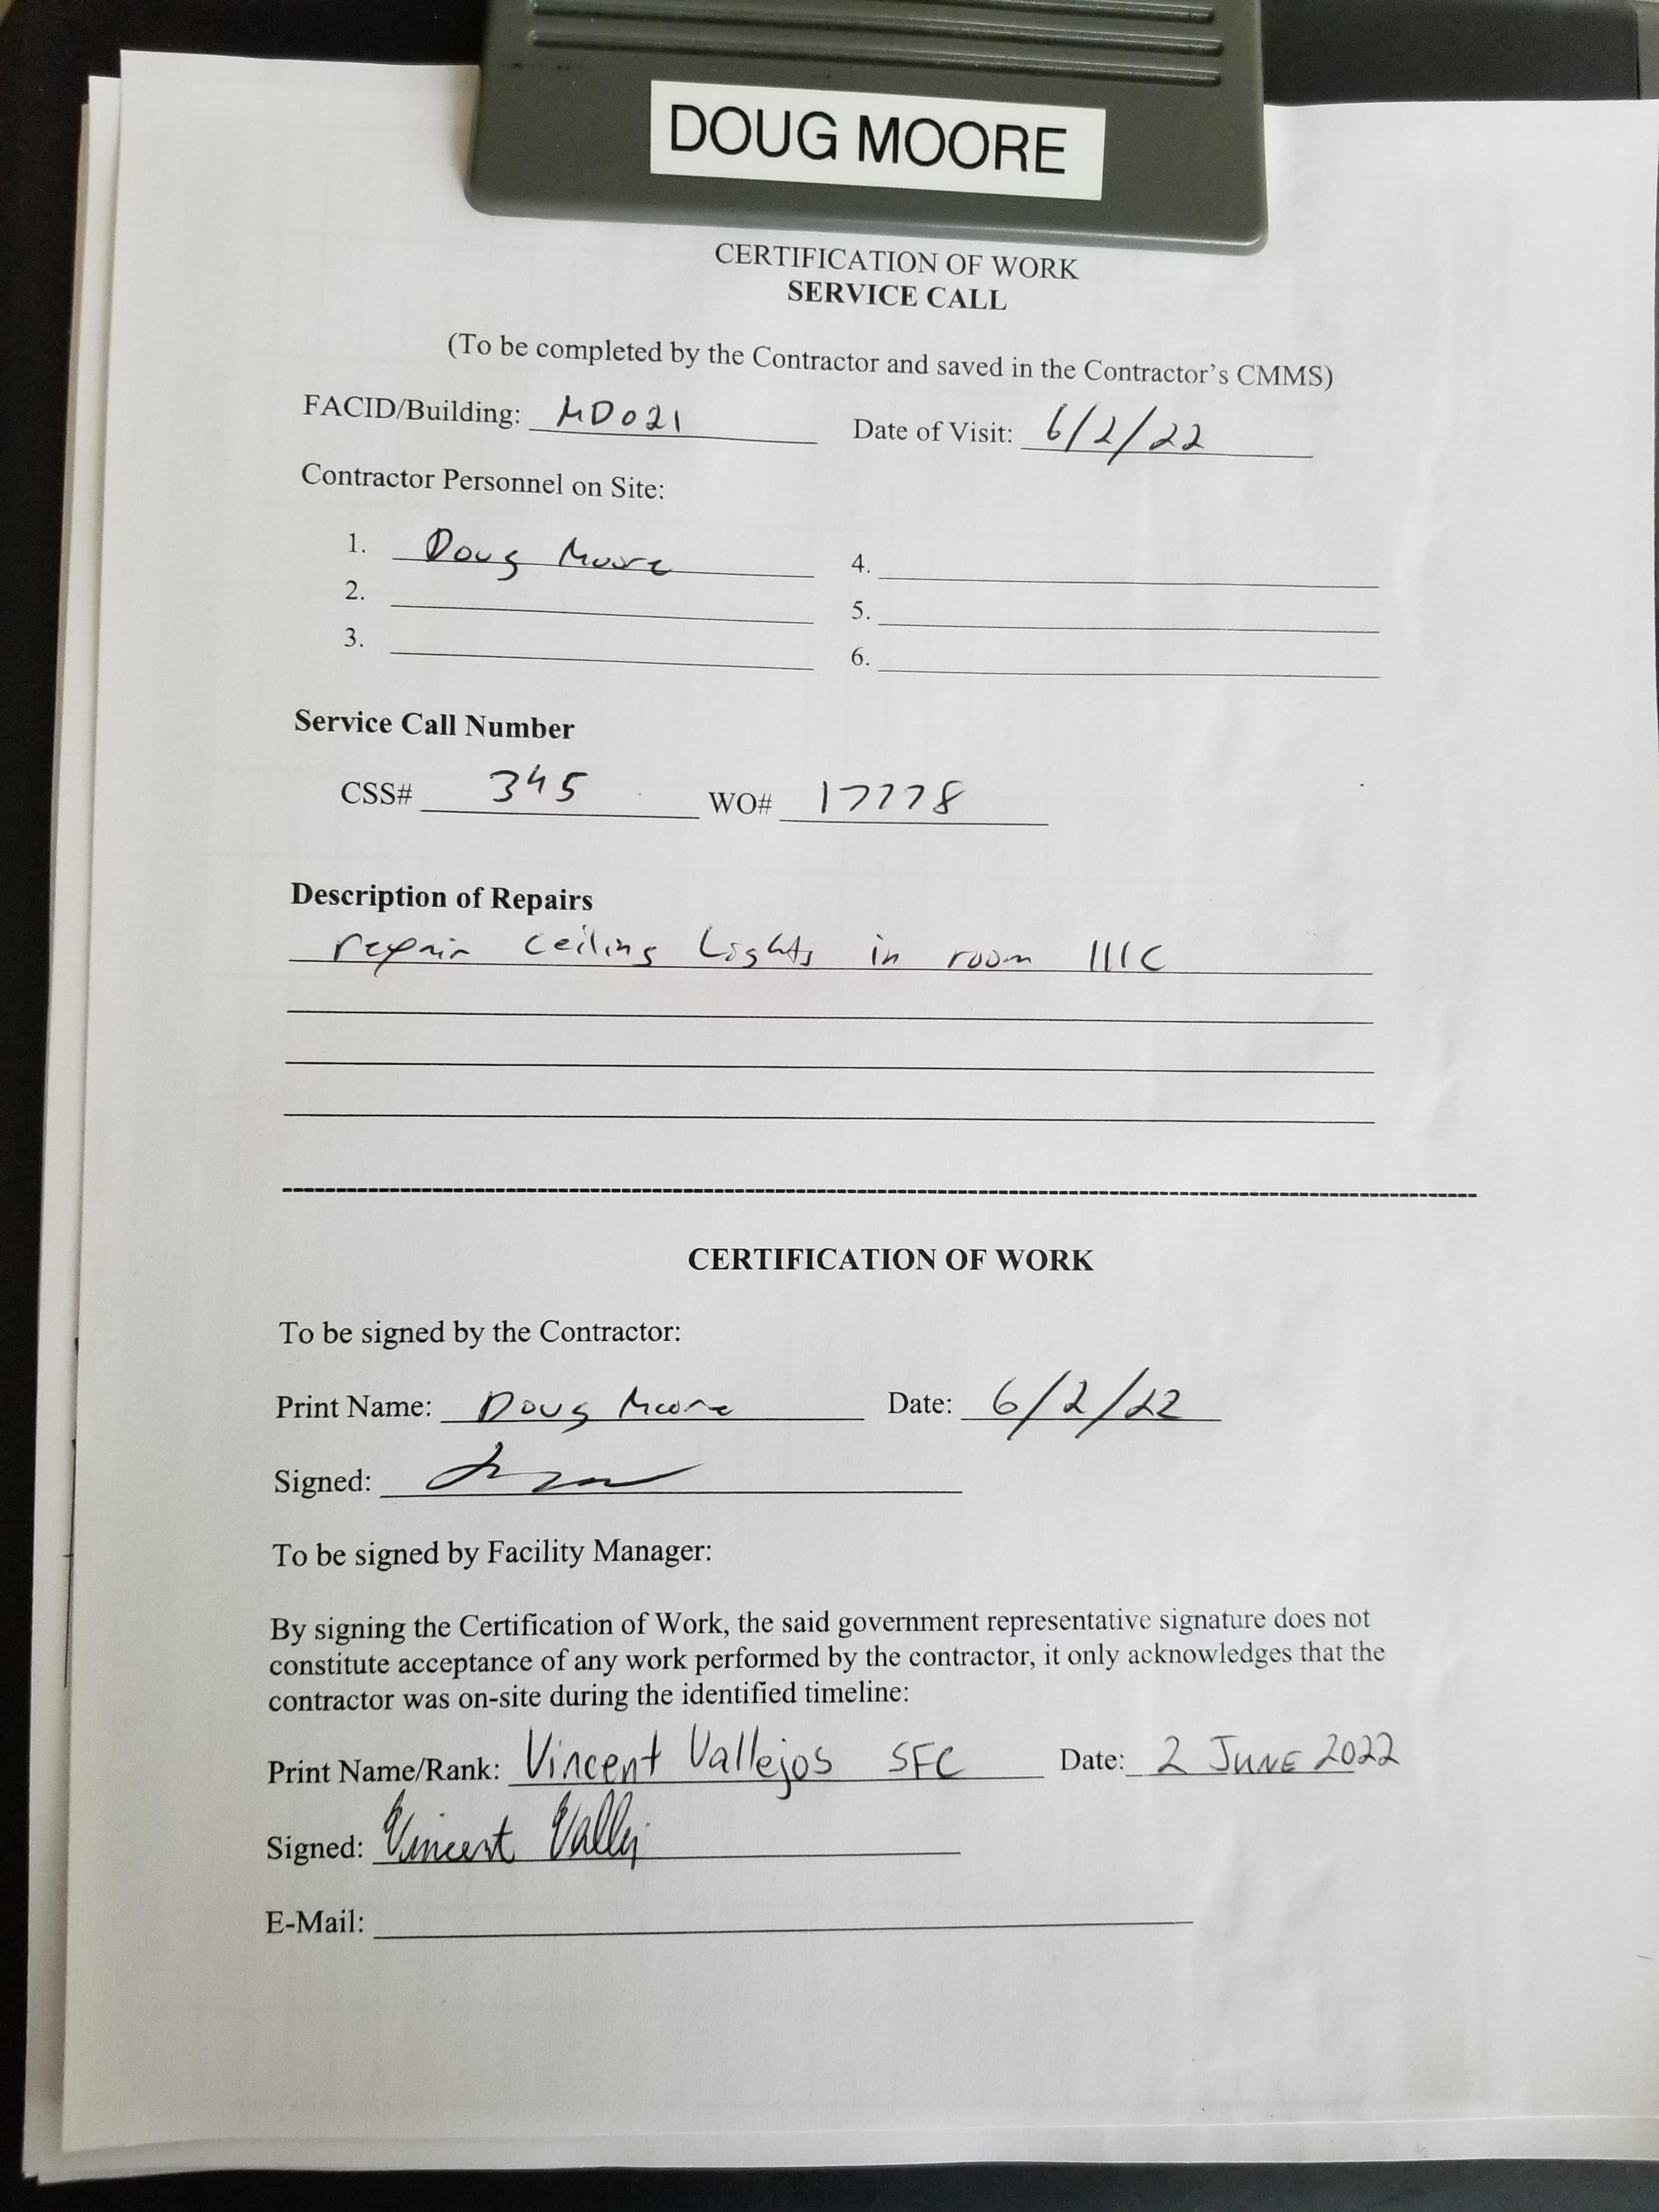 DOUG MOORE
CERTIFICATION OF WORK
SERVICE CALL
(To be completed by the Contractor and saved in the Contractor's CMMS)
FACID/Building: MD021 Date of Visit: 6/2/22
Contractor Personnel on Site:
1. Doug Moore 4.
2. 5.
3. 6.
Service Call Number
CSS# 345 WO# 17778
Description of Repairs
repair ceiling Lights in room 111C
CERTIFICATION OF WORK
To be signed by the Contractor:
Print Name: Doug Moore Date: 6/2/22
Signed:
To be signed by Facility Manager:
By signing the Certification of Work, the said government representative signature does not
constitute acceptance of any work performed by the contractor, it only acknowledges that the
contractor was on-site during the identified timeline:
Print Name/Rank: Vincent Vallejos SFC Date: 2 JUNE 2022
Signed: Vincent
E-Mail: